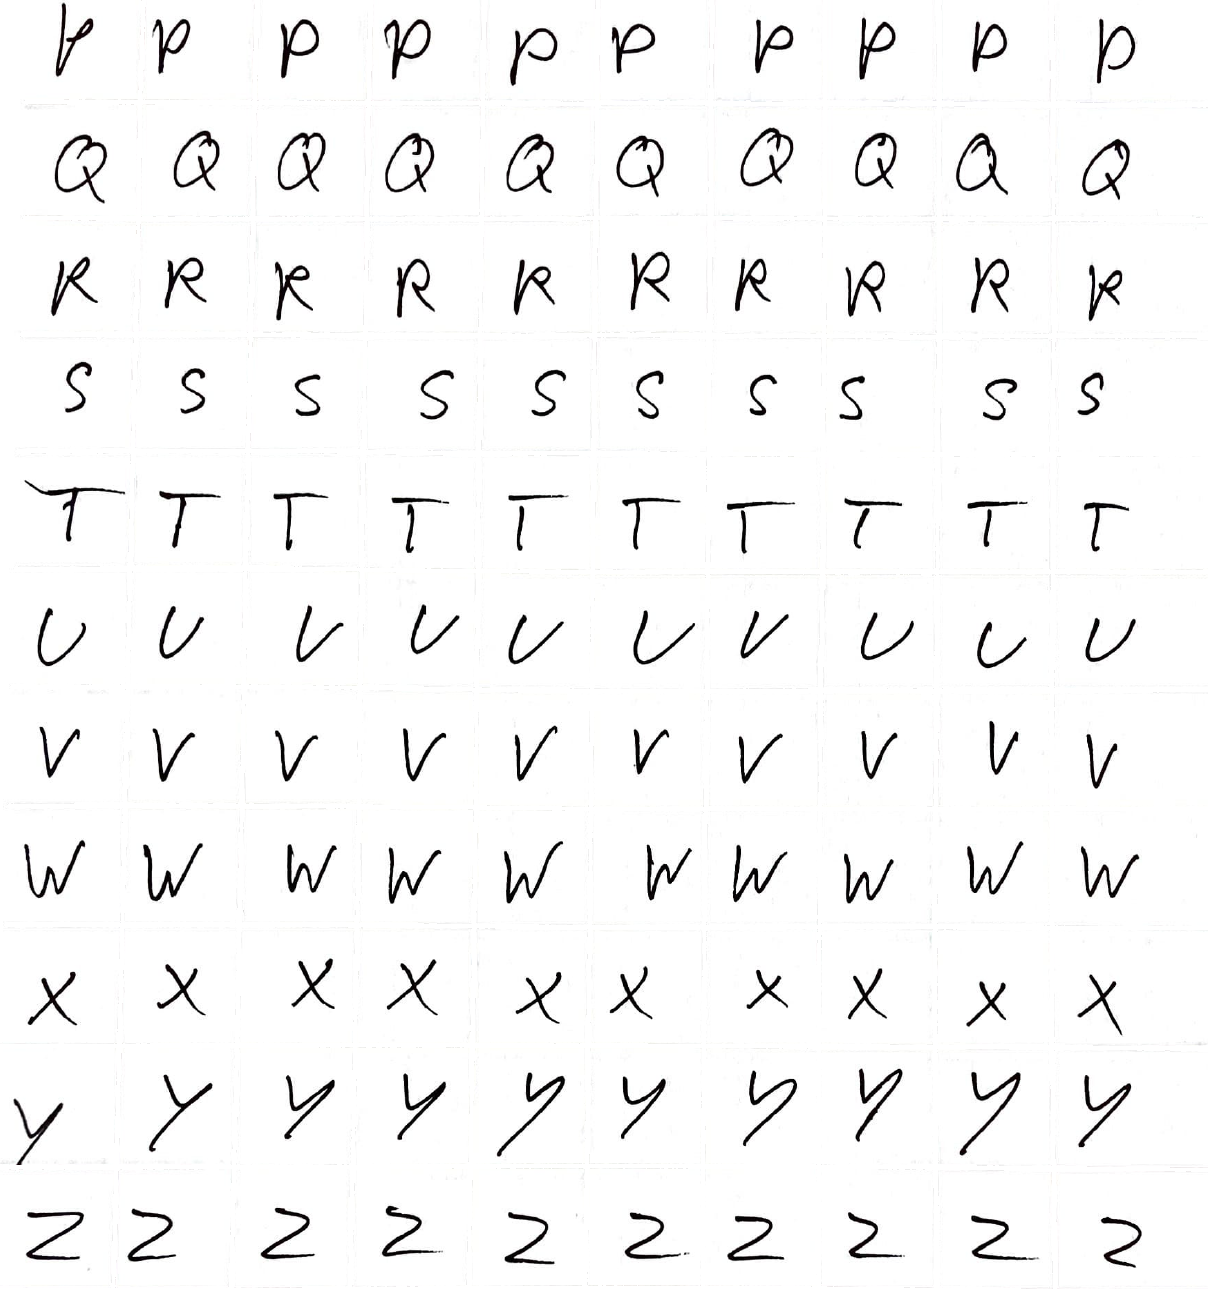 P P P P P P P P P P
Q Q Q Q Q Q Q Q Q Q
R R R R R R R R R R
S S S S S S S S S S
T T T T T T T T T T
U U U U U U U U U U
V V V V V V V V V V
W W W W W W W W W W
X X X X X X X X X X
Y Y Y Y Y Y Y Y Y Y
Z Z Z Z Z Z Z Z Z Z